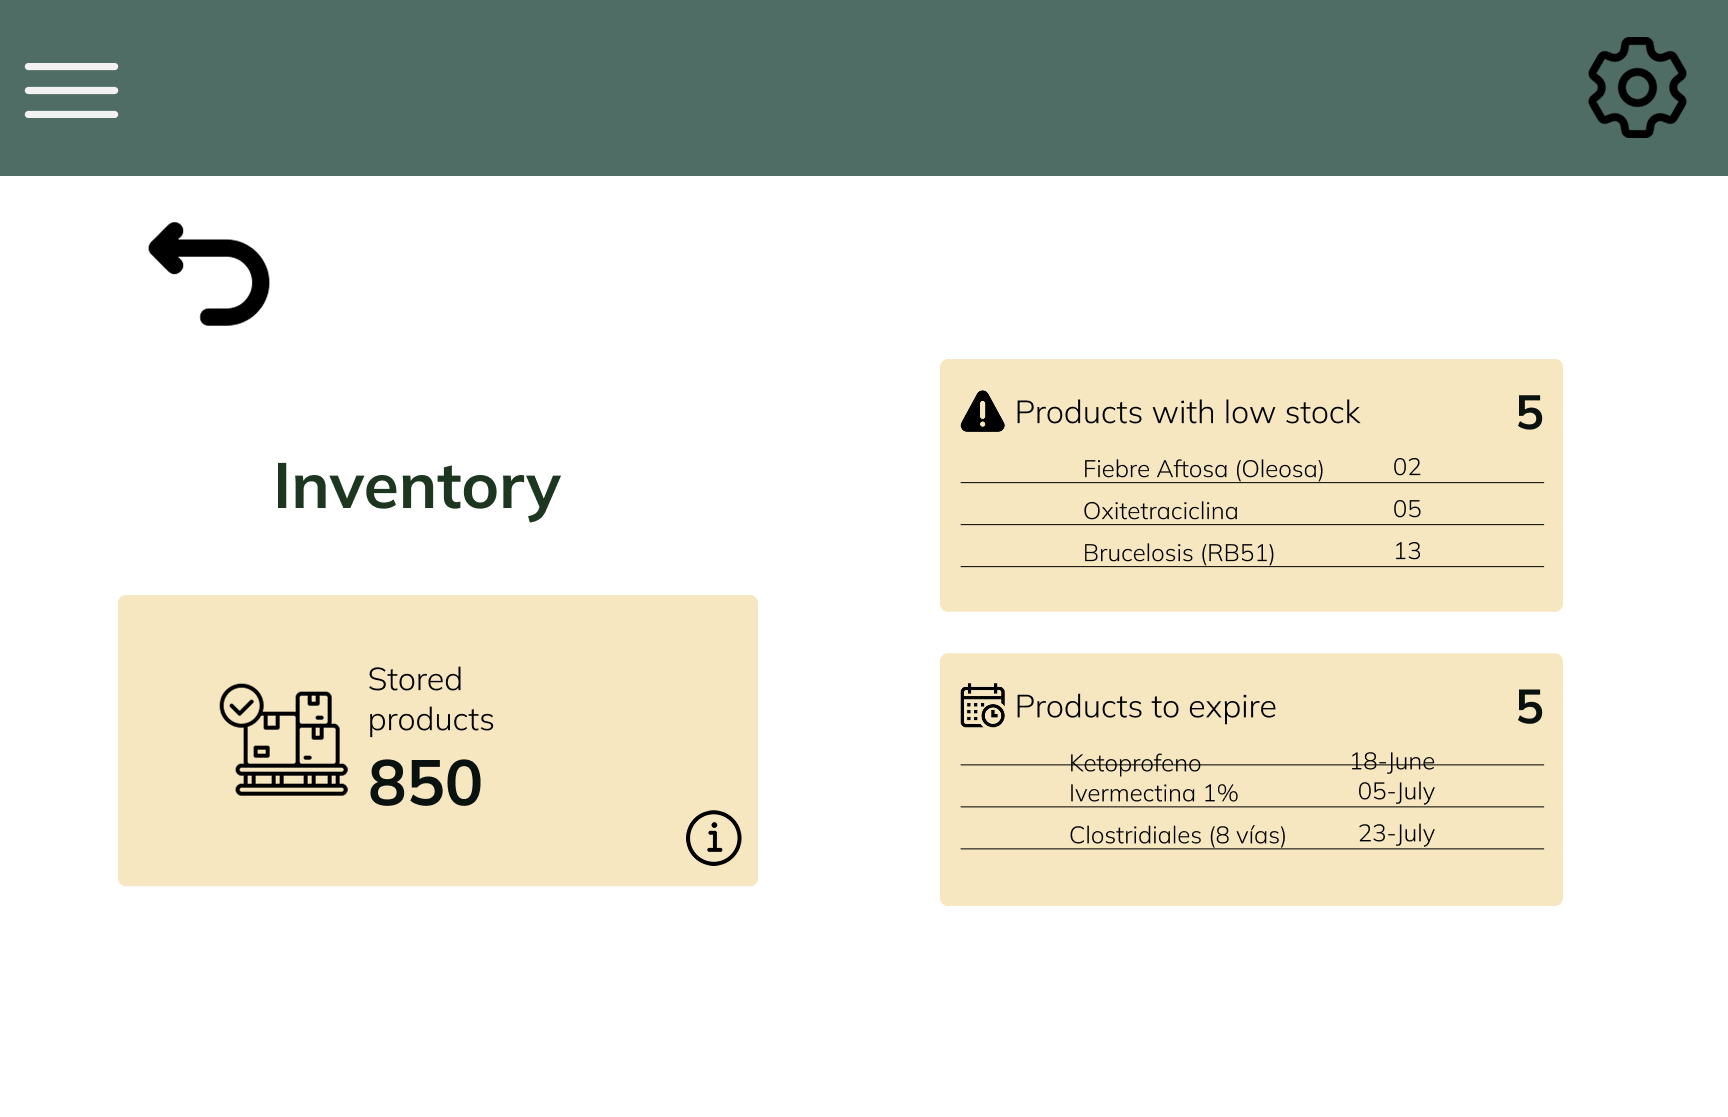 Inventory
Stored
products
850
Products with low stock 5
Fiebre Aftosa (Oleosa) 02
Oxitetraciclina 05
Brucelosis (RB51) 13
Products to expire 5
Ketoprofeno 18-June
Ivermectina 1% 05-July
Clostridiales (8 vías) 23-July